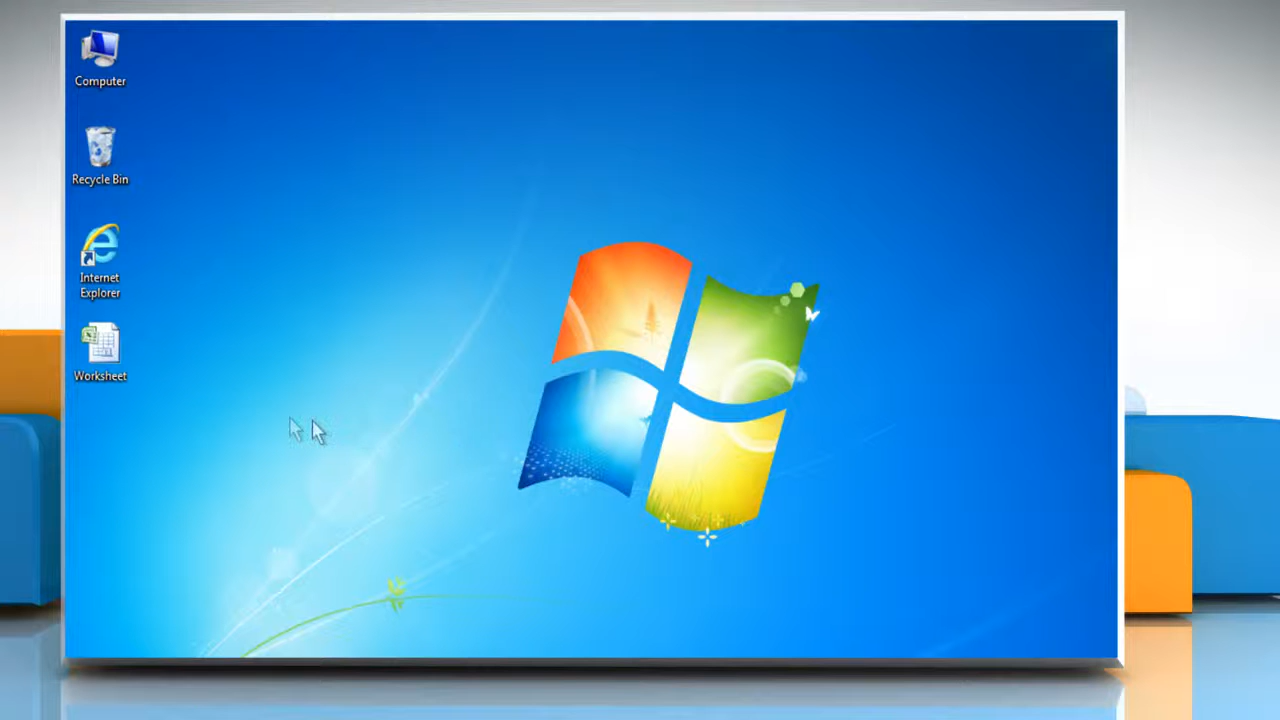 Computer
Recycle Bin
Internet
Explorer
Worksheet